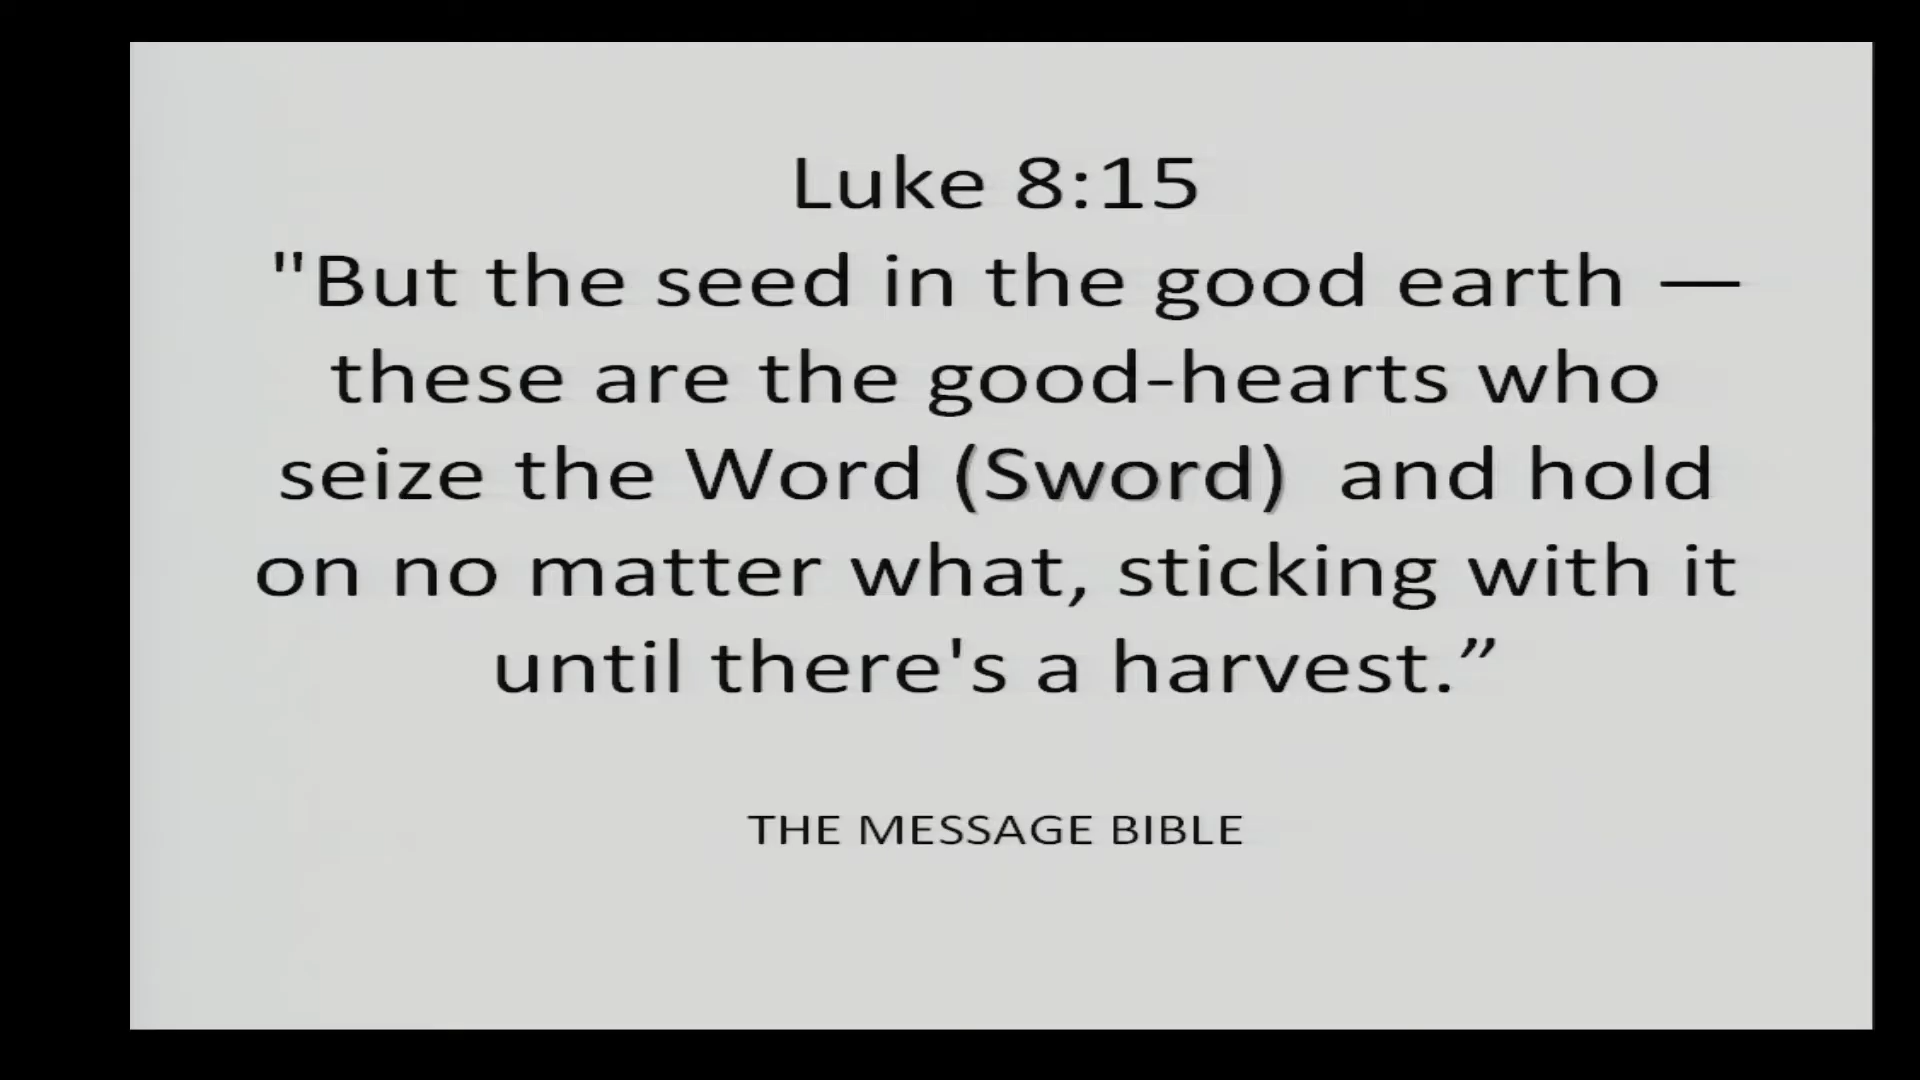 Luke 8:15
"But the seed in the good earth —
these are the good-hearts who
seize the Word (Sword)  and hold
on no matter what, sticking with it
until there's a harvest.”
THE MESSAGE BIBLE